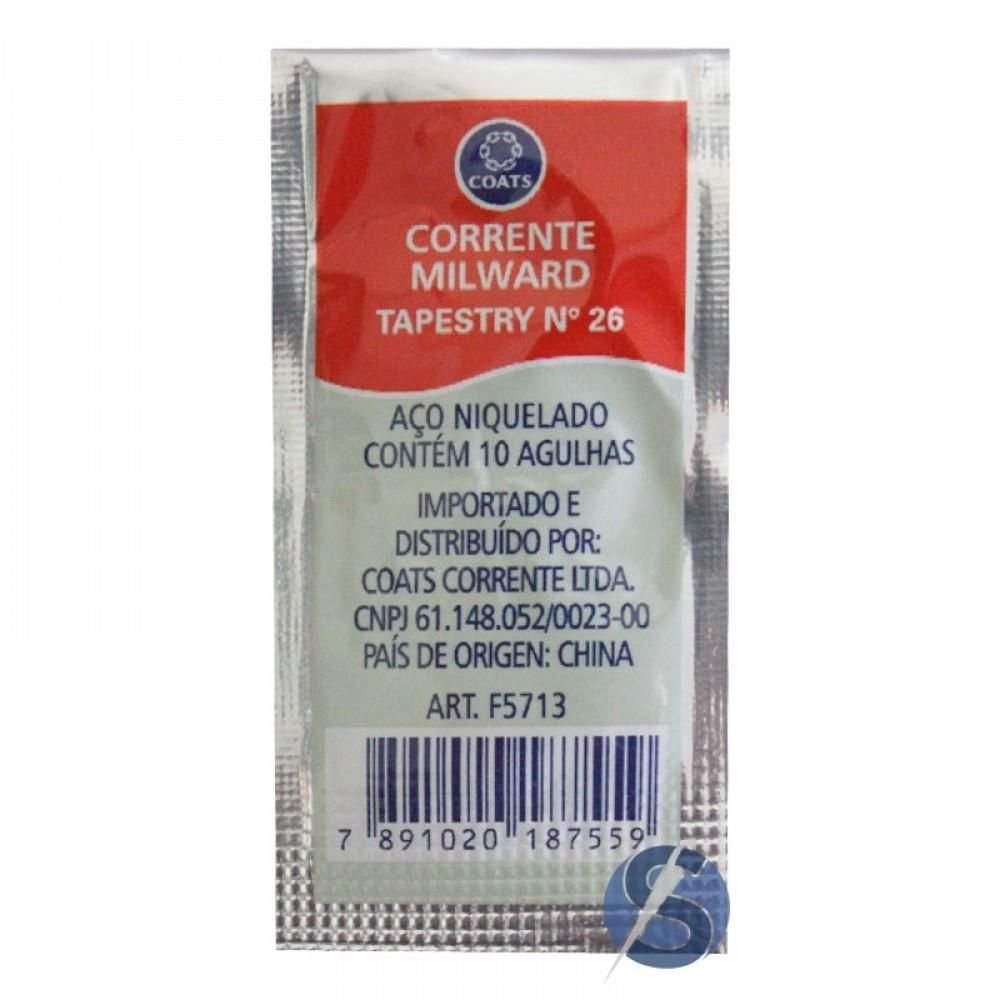 COATS
CORRENTE
MILWARD
TAPESTRY Nº 26
AÇO NIQUELADO
CONTÉM 10 AGULHAS
IMPORTADO E
DISTRIBUÍDO POR:
COATS CORRENTE LTDA.
CNPJ 61.148.052/0023-00
PAÍS DE ORIGEN: CHINA
ART. F5713
7 891020 187559
S